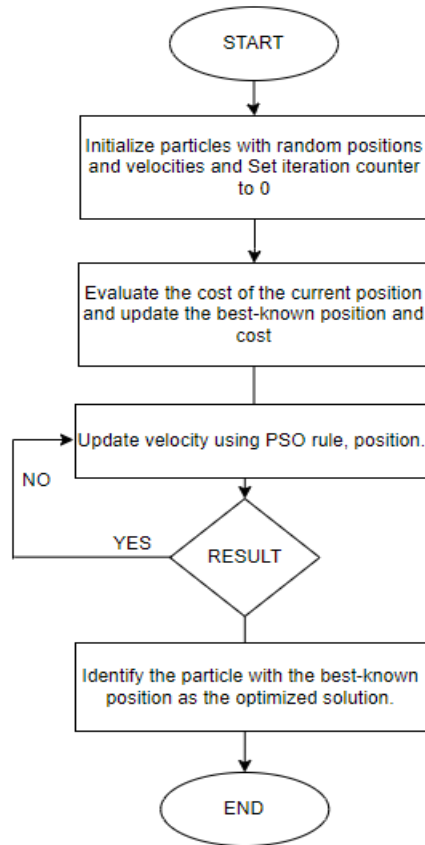 START
Initialize particles with random positions
and velocities and Set iteration counter
to 0
Evaluate the cost of the current position
and update the best-known position and
cost
Update velocity using PSO rule, position.
NO
YES
RESULT
Identify the particle with the best-known
position as the optimized solution.
END